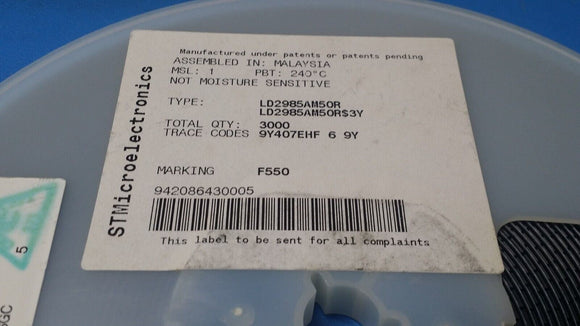 Manufactured under patents or patents pending
ASSEMBLED IN: MALAYSIA
MSL: 1 PBT: 240°C
NOT MOISTURE SENSITIVE
TYPE: LD2985AM50R
LD2985AM50R$3Y
TOTAL QTY: 3000
TRACE CODES 9Y407EHF 6 9Y
MARKING F550
942086430005
This label to be sent for all complaints
STMicroelectronics
5